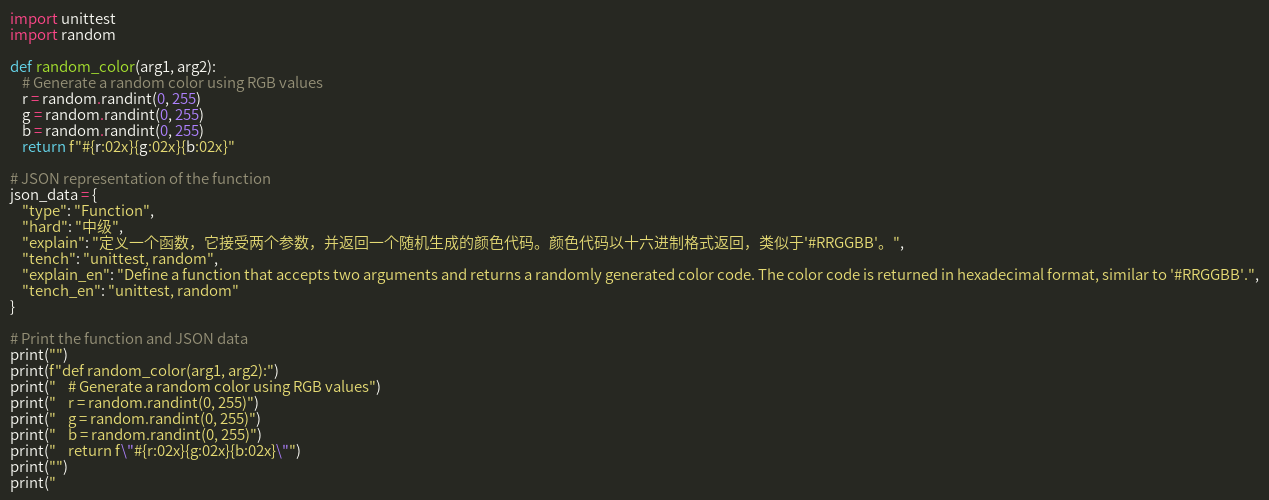 import unittest
import random
def random_color(arg1, arg2):
    # Generate a random color using RGB values
    r = random.randint(0, 255)
    g = random.randint(0, 255)
    b = random.randint(0, 255)
    return f"#{r:02x}{g:02x}{b:02x}"
# JSON representation of the function
json_data = {
    "type": "Function",
    "hard": "中级",
    "explain": "定义一个函数，它接受两个参数，并返回一个随机生成的颜色代码。颜色代码以十六进制格式返回，类似于'#RRGGBB'。",
    "tench": "unittest, random",
    "explain_en": "Define a function that accepts two arguments and returns a randomly generated color code. The color code is returned in hexadecimal format, similar to '#RRGGBB'.",
    "tench_en": "unittest, random"
}
# Print the function and JSON data
print("")
print(f"def random_color(arg1, arg2):")
print("    # Generate a random color using RGB values")
print("    r = random.randint(0, 255)")
print("    g = random.randint(0, 255)")
print("    b = random.randint(0, 255)")
print("    return f\"#{r:02x}{g:02x}{b:02x}\"")
print("")
print("